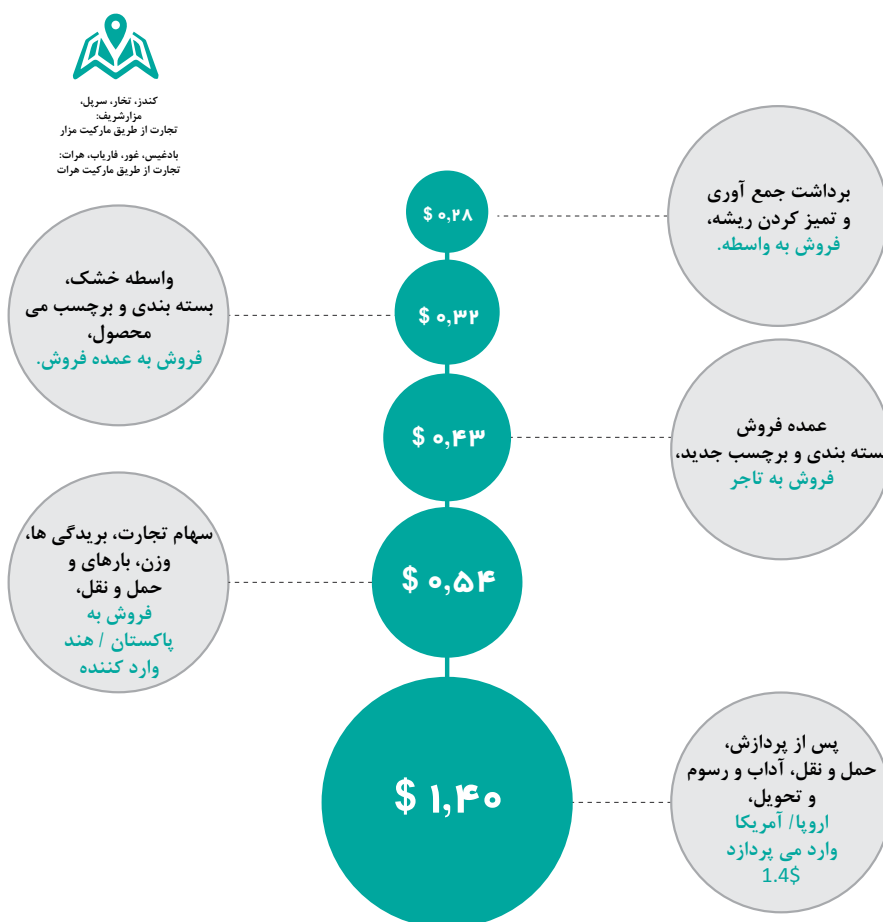 کندز، تخار، سرپل،
مزارشریف:
تجارت از طریق مارکیت مزار
بادغیس، غور، فاریاب، هرات:
تجارت از طریق مارکیت هرات
برداشت جمع آوری
و تمیز کردن ریشه،
فروش به واسطه.
$ ۰,۲۸
واسطه خشک،
بسته بندی و برچسب می
محصول،
فروش به عمده فروش.
$ ۰,۳۲
عمده فروش
بسته بندی و برچسب جدید،
فروش به تاجر
$ ۰,۴۳
سهام تجارت، بریدگی ها،
وزن، بارهای و
حمل و نقل،
فروش به
پاکستان / هند
وارد کننده
$ ۰,۵۴
پس از پردازش،
حمل و نقل، آداب و رسوم
و تحویل،
اروپا/ آمریکا
وارد می پردازد
1.4$
$ ۱,۴۰